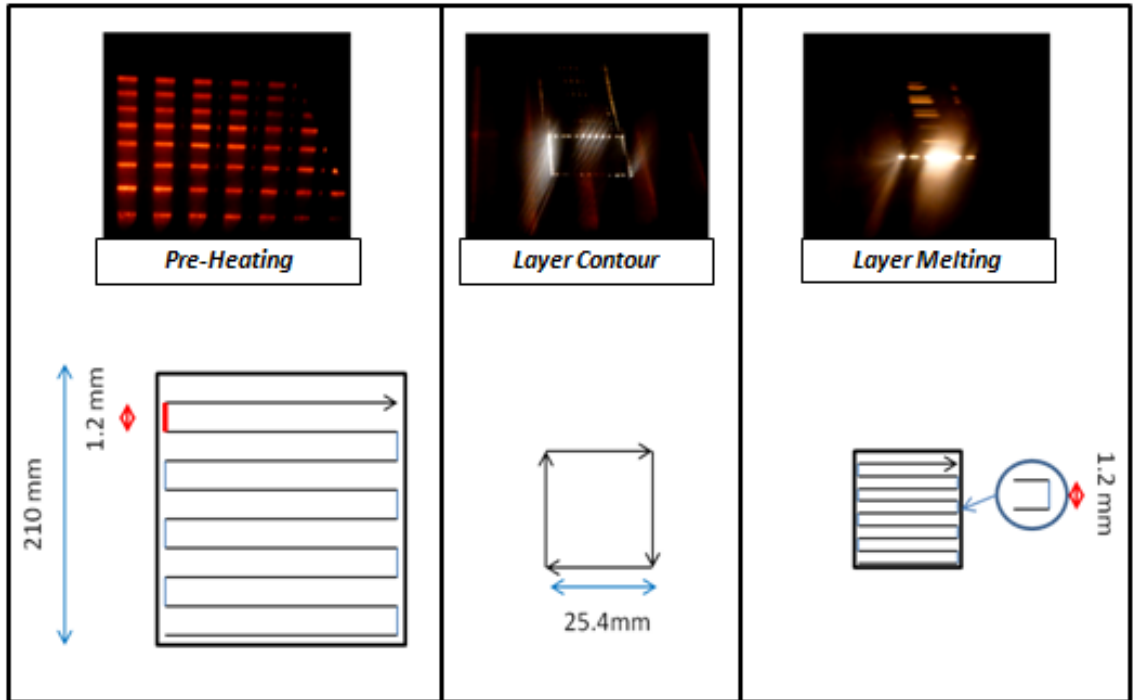 Pre-Heating
Layer Contour
Layer Melting
210 mm
1.2 mm
25.4mm
1.2 mm